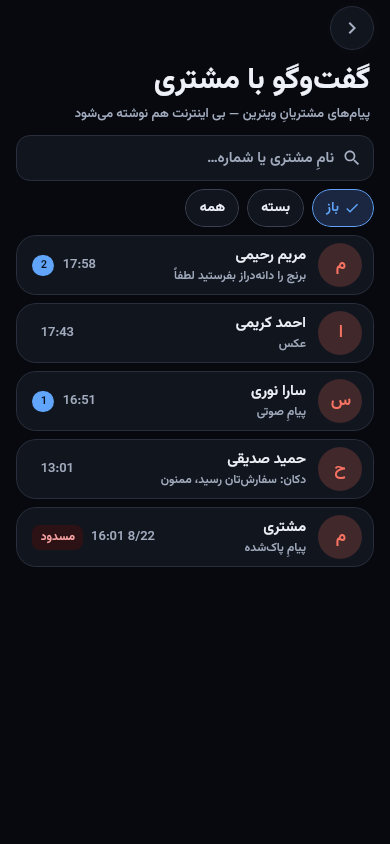 گفت‌وگو با مشتری
پیام‌های مشتریانِ ویترین — بی اینترنت هم نوشته می‌شود
نامِ مشتری یا شماره…
باز
بسته
همه
م
مریم رحیمی
برنج را دانه‌دراز بفرستید لطفاً
17:58
2
ا
احمد کریمی
عکس
17:43
س
سارا نوری
پیامِ صوتی
16:51
1
ح
حمید صدیقی
دکان: سفارش‌تان رسید، ممنون
13:01
م
مشتری
پیامِ پاک‌شده
16:01 8/22
مسدود